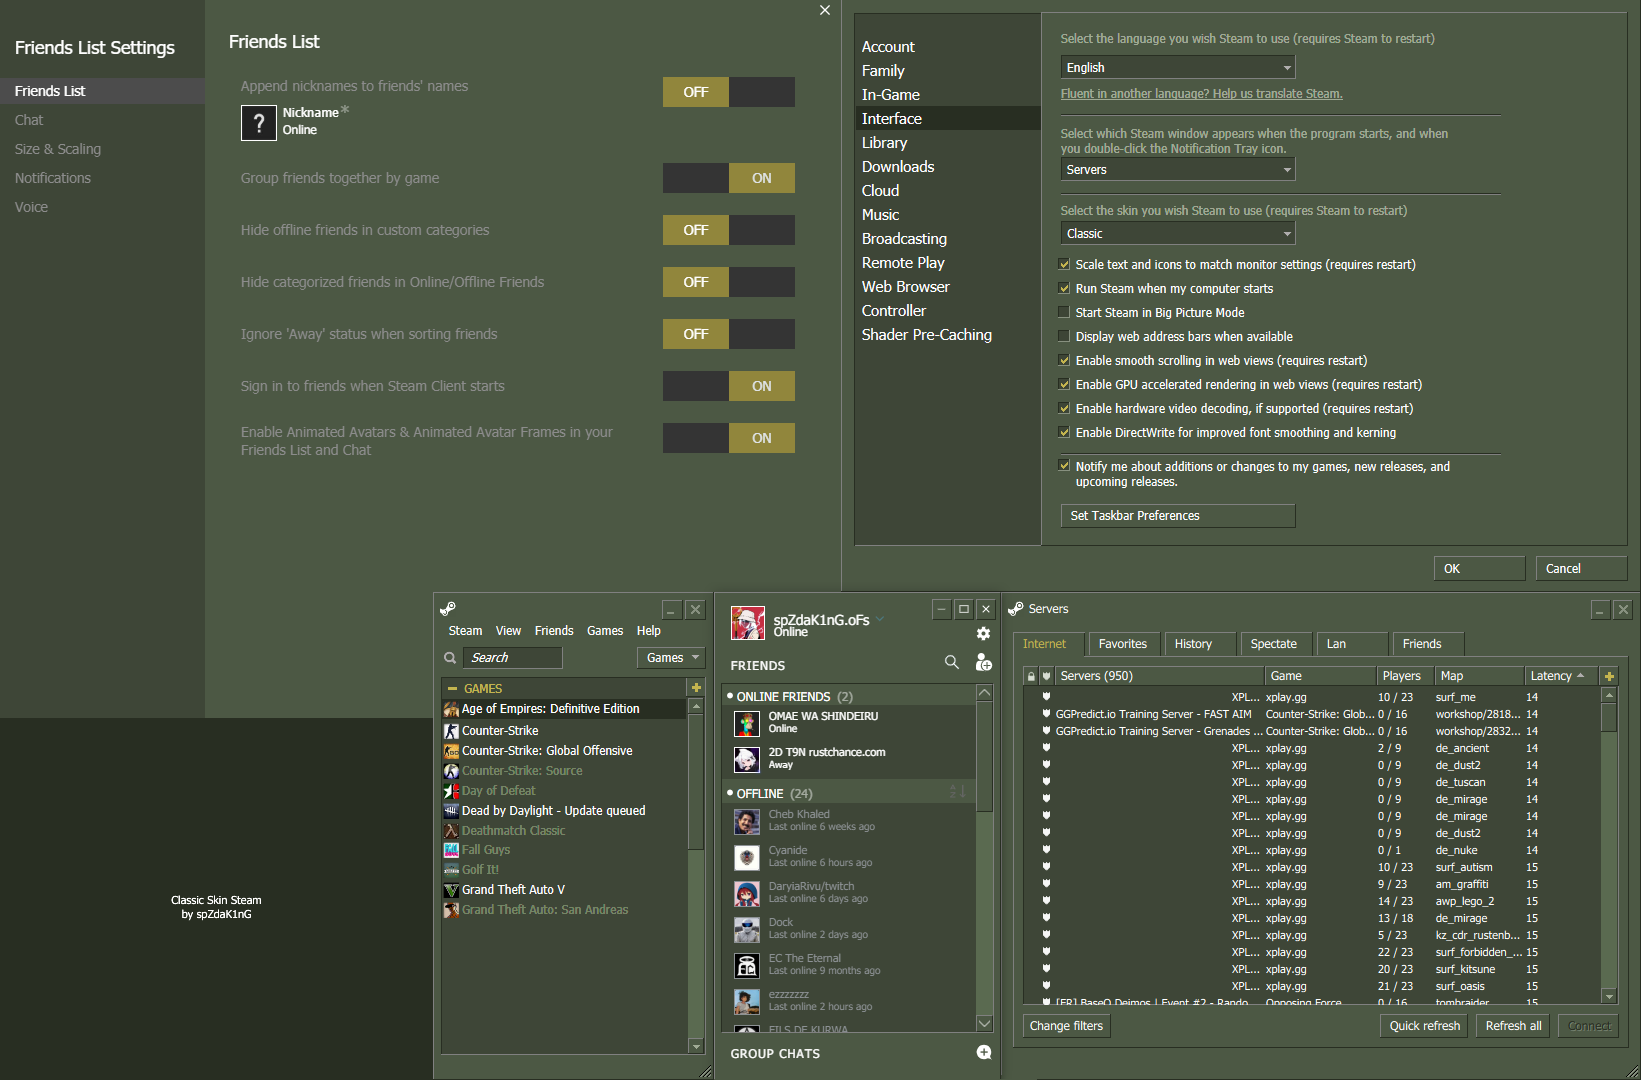 Friends List Settings
Friends List
Chat
Size & Scaling
Notifications
Voice
Friends List
Append nicknames to friends' names
OFF
?
Nickname*
Online
Group friends together by game
ON
Hide offline friends in custom categories
OFF
Hide categorized friends in Online/Offline Friends
OFF
Ignore 'Away' status when sorting friends
OFF
Sign in to friends when Steam Client starts
ON
Enable Animated Avatars & Animated Avatar Frames in your
Friends List and Chat
ON
Account
Family
In-Game
Interface
Library
Downloads
Cloud
Music
Broadcasting
Remote Play
Web Browser
Controller
Shader Pre-Caching
Select the language you wish Steam to use (requires Steam to restart)
English
Fluent in another language? Help us translate Steam.
Select which Steam window appears when the program starts, and when
you double-click the Notification Tray icon.
Servers
Select the skin you wish Steam to use (requires Steam to restart)
Classic
Scale text and icons to match monitor settings (requires restart)
Run Steam when my computer starts
Start Steam in Big Picture Mode
Display web address bars when available
Enable smooth scrolling in web views (requires restart)
Enable GPU accelerated rendering in web views (requires restart)
Enable hardware video decoding, if supported (requires restart)
Enable DirectWrite for improved font smoothing and kerning
Notify me about additions or changes to my games, new releases, and
upcoming releases.
Set Taskbar Preferences
OK
Cancel
Classic Skin Steam
by spZdaK1nG
Steam View Friends Games Help
Search
Games
GAMES
Age of Empires: Definitive Edition
Counter-Strike
Counter-Strike: Global Offensive
Counter-Strike: Source
Day of Defeat
Dead by Daylight - Update queued
Deathmatch Classic
Fall Guys
Golf It!
Grand Theft Auto V
Grand Theft Auto: San Andreas
spZdaK1nG.oFs
Online
FRIENDS
ONLINE FRIENDS (2)
OMAE WA SHINDEIRU
Online
2D T9N rustchance.com
Away
OFFLINE (24)
Cheb Khaled
Last online 6 weeks ago
Cyanide
Last online 6 hours ago
DaryiaRivu/twitch
Last online 6 days ago
Dock
Last online 2 days ago
EC The Eternal
Last online 9 months ago
ezzzzzzz
Last online 2 hours ago
FILS DE KURWA
GROUP CHATS
Servers
Internet Favorites History Spectate Lan Friends
Servers (950) Game Players Map Latency
XPL... xplay.gg 10 / 23 surf_me 14
GGPredict.io Training Server - FAST AIM Counter-Strike: Glob... 0 / 16 workshop/2818... 14
GGPredict.io Training Server - Grenades ... Counter-Strike: Glob... 0 / 16 workshop/2832... 14
XPL... xplay.gg 2 / 9 de_ancient 14
XPL... xplay.gg 0 / 9 de_dust2 14
XPL... xplay.gg 0 / 9 de_tuscan 14
XPL... xplay.gg 0 / 9 de_mirage 14
XPL... xplay.gg 0 / 9 de_mirage 14
XPL... xplay.gg 0 / 9 de_dust2 14
XPL... xplay.gg 0 / 1 de_nuke 14
XPL... xplay.gg 10 / 23 surf_autism 14
XPL... xplay.gg 9 / 23 am_graffiti 15
XPL... xplay.gg 14 / 23 awp_lego_2 15
XPL... xplay.gg 13 / 18 de_mirage 15
XPL... xplay.gg 5 / 23 kz_cdr_rustenb... 15
XPL... xplay.gg 22 / 23 surf_forbidden_... 15
XPL... xplay.gg 20 / 23 surf_kitsune 15
XPL... xplay.gg 21 / 23 surf_oasis 15
[FR] BaseQ Deimos | Event #2 - Rando... Opposing Force 0 / 16 tombraider 15
Change filters
Quick refresh
Refresh all
Connect